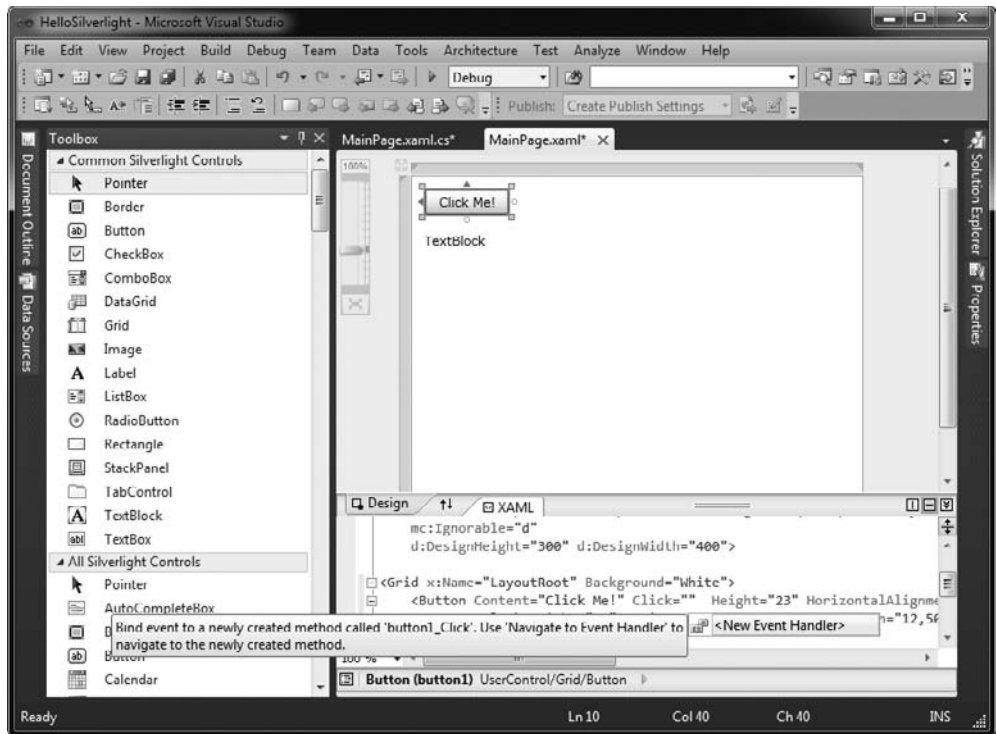 HelloSilverlight - Microsoft Visual Studio
File Edit View Project Build Debug Team Data Tools Architecture Test Analyze Window Help
Debug
Publish: Create Publish Settings
Document Outline
Data Sources
Toolbox
Common Silverlight Controls
Pointer
Border
Button
CheckBox
ComboBox
DataGrid
Grid
Image
Label
ListBox
RadioButton
Rectangle
StackPanel
TabControl
TextBlock
TextBox
All Silverlight Controls
Pointer
AutoCompleteBox
Button
Calendar
MainPage.xaml.cs* MainPage.xaml*
100%
Click Me!
TextBlock
Design XAML
mc:Ignorable="d"
d:DesignHeight="300" d:DesignWidth="400">
<Grid x:Name="LayoutRoot" Background="White">
<Button Content="Click Me!" Click="" Height="23" HorizontalAlignme
="12,50
Bind event to a newly created method called 'button1_Click'. Use 'Navigate to Event Handler' to
navigate to the newly created method.
<New Event Handler>
100 %
Button (button1) UserControl/Grid/Button
Solution Explorer
Properties
Ready Ln 10 Col 40 Ch 40 INS